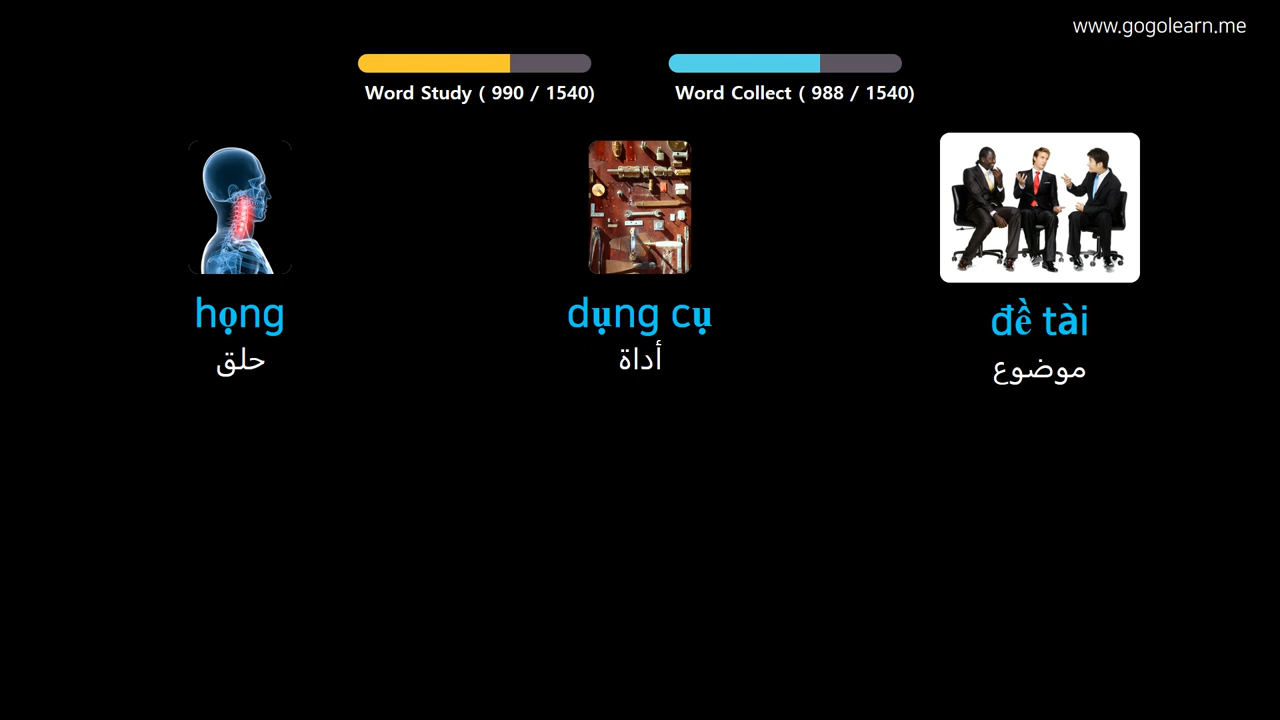 www.gogolearn.me
Word Study ( 990 / 1540)
Word Collect ( 988 / 1540)
họng
حلق
dụng cụ
أداة
đề tài
موضوع